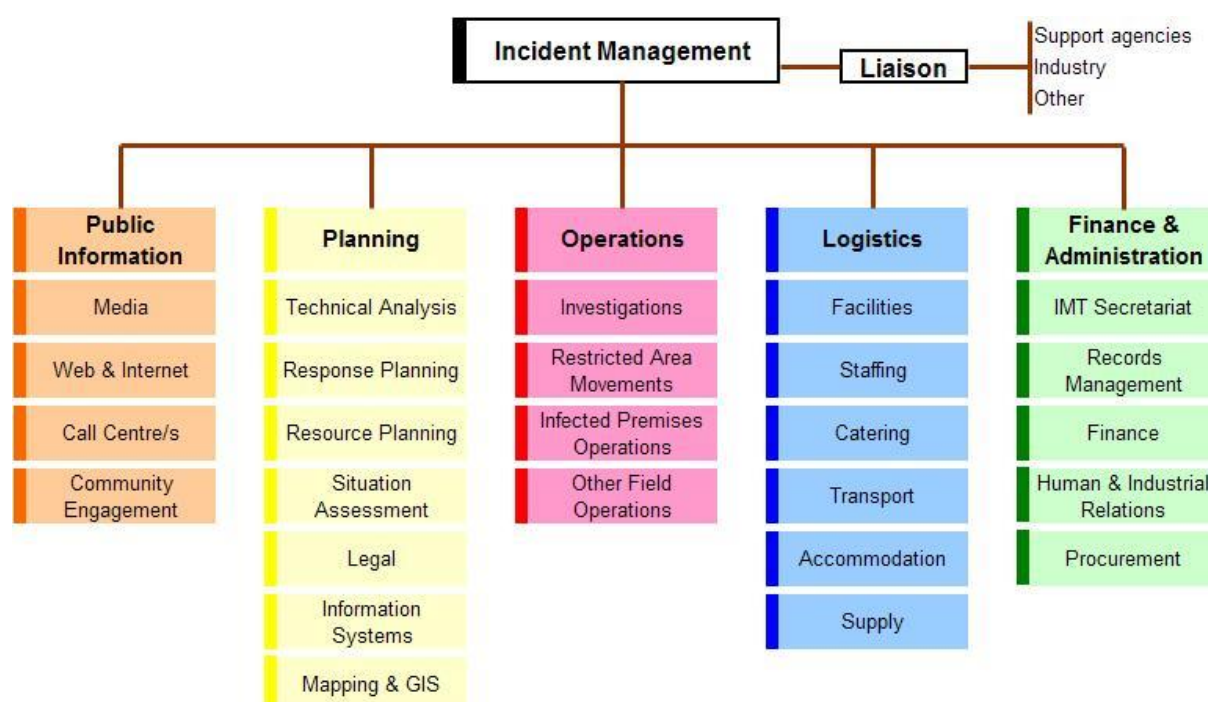 Incident Management
Liaison
Support agencies
Industry
Other
Public
Information
Media
Web & Internet
Call Centre/s
Community
Engagement
Planning
Technical Analysis
Response Planning
Resource Planning
Situation
Assessment
Legal
Information
Systems
Mapping & GIS
Operations
Investigations
Restricted Area
Movements
Infected Premises
Operations
Other Field
Operations
Logistics
Facilities
Staffing
Catering
Transport
Accommodation
Supply
Finance &
Administration
IMT Secretariat
Records
Management
Finance
Human & Industrial
Relations
Procurement